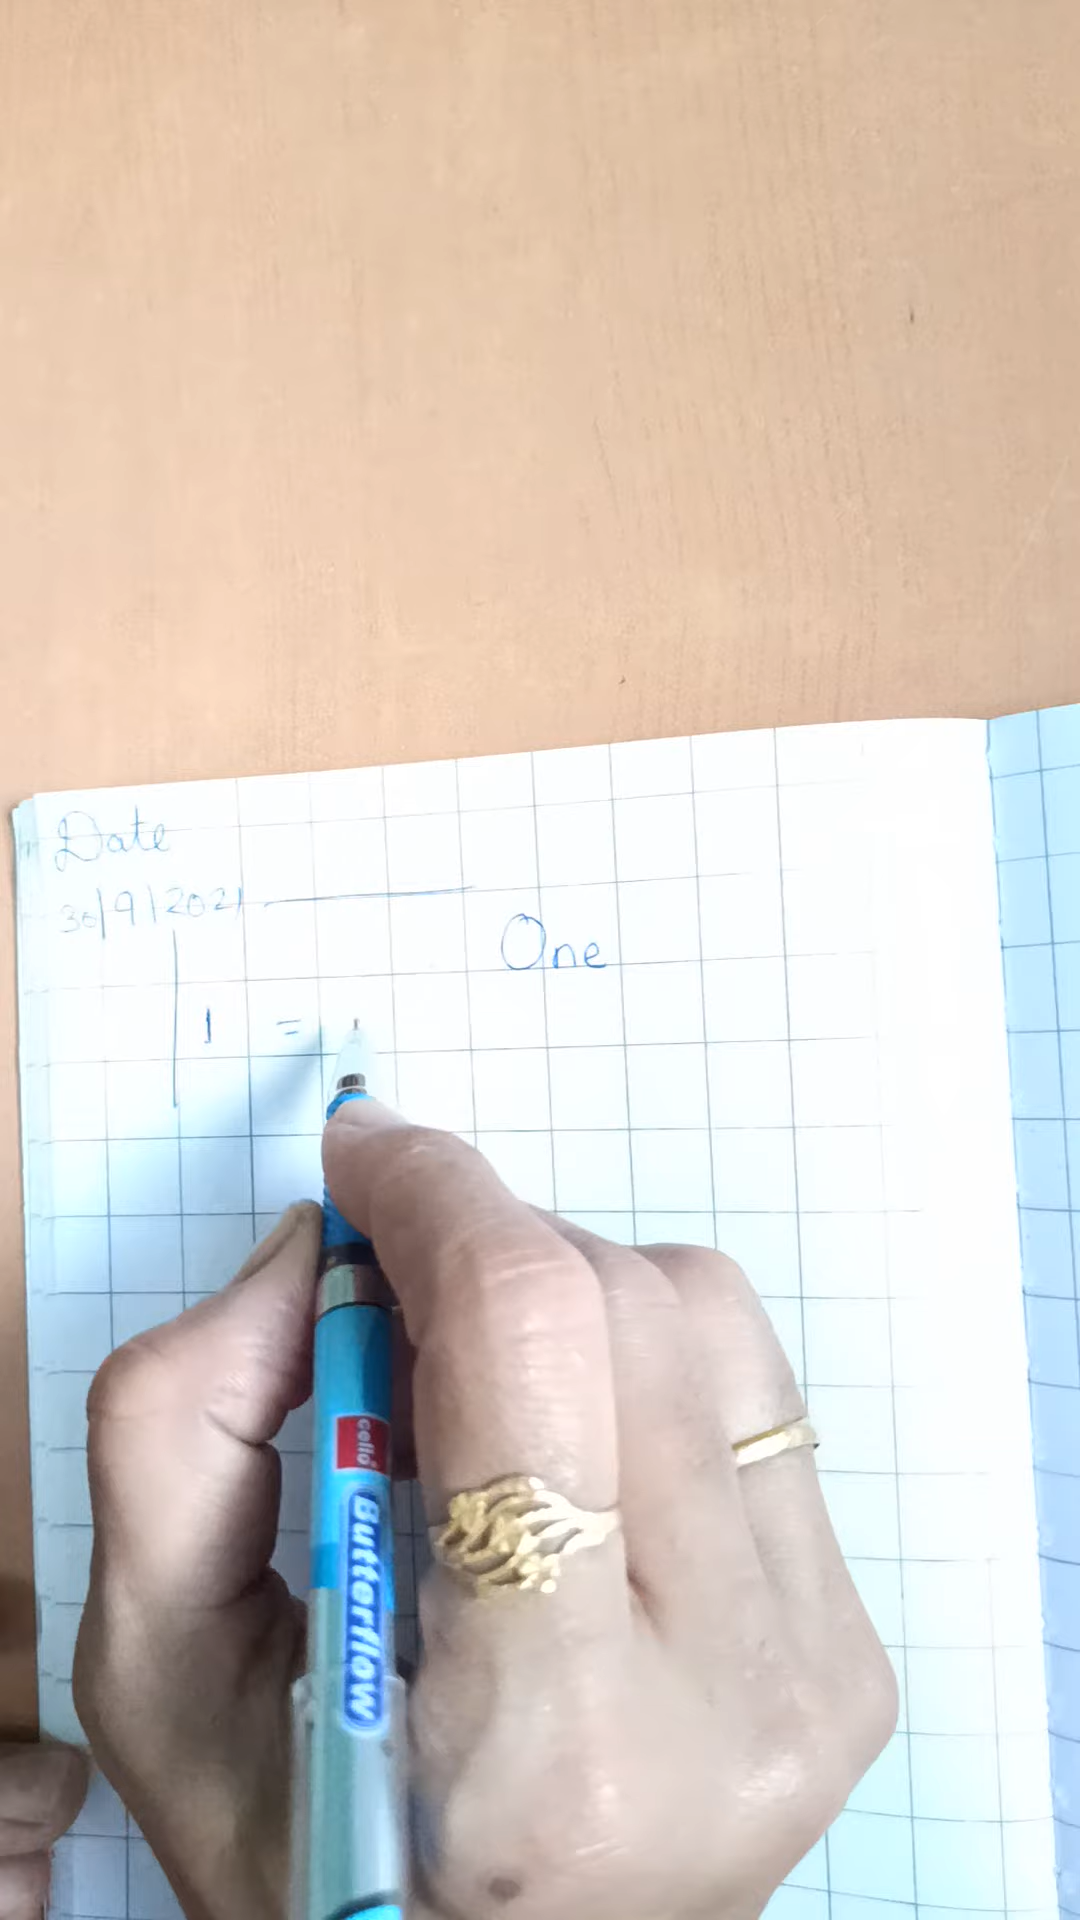 Date
30/9/2021
One
1 =
cello
Butterflow